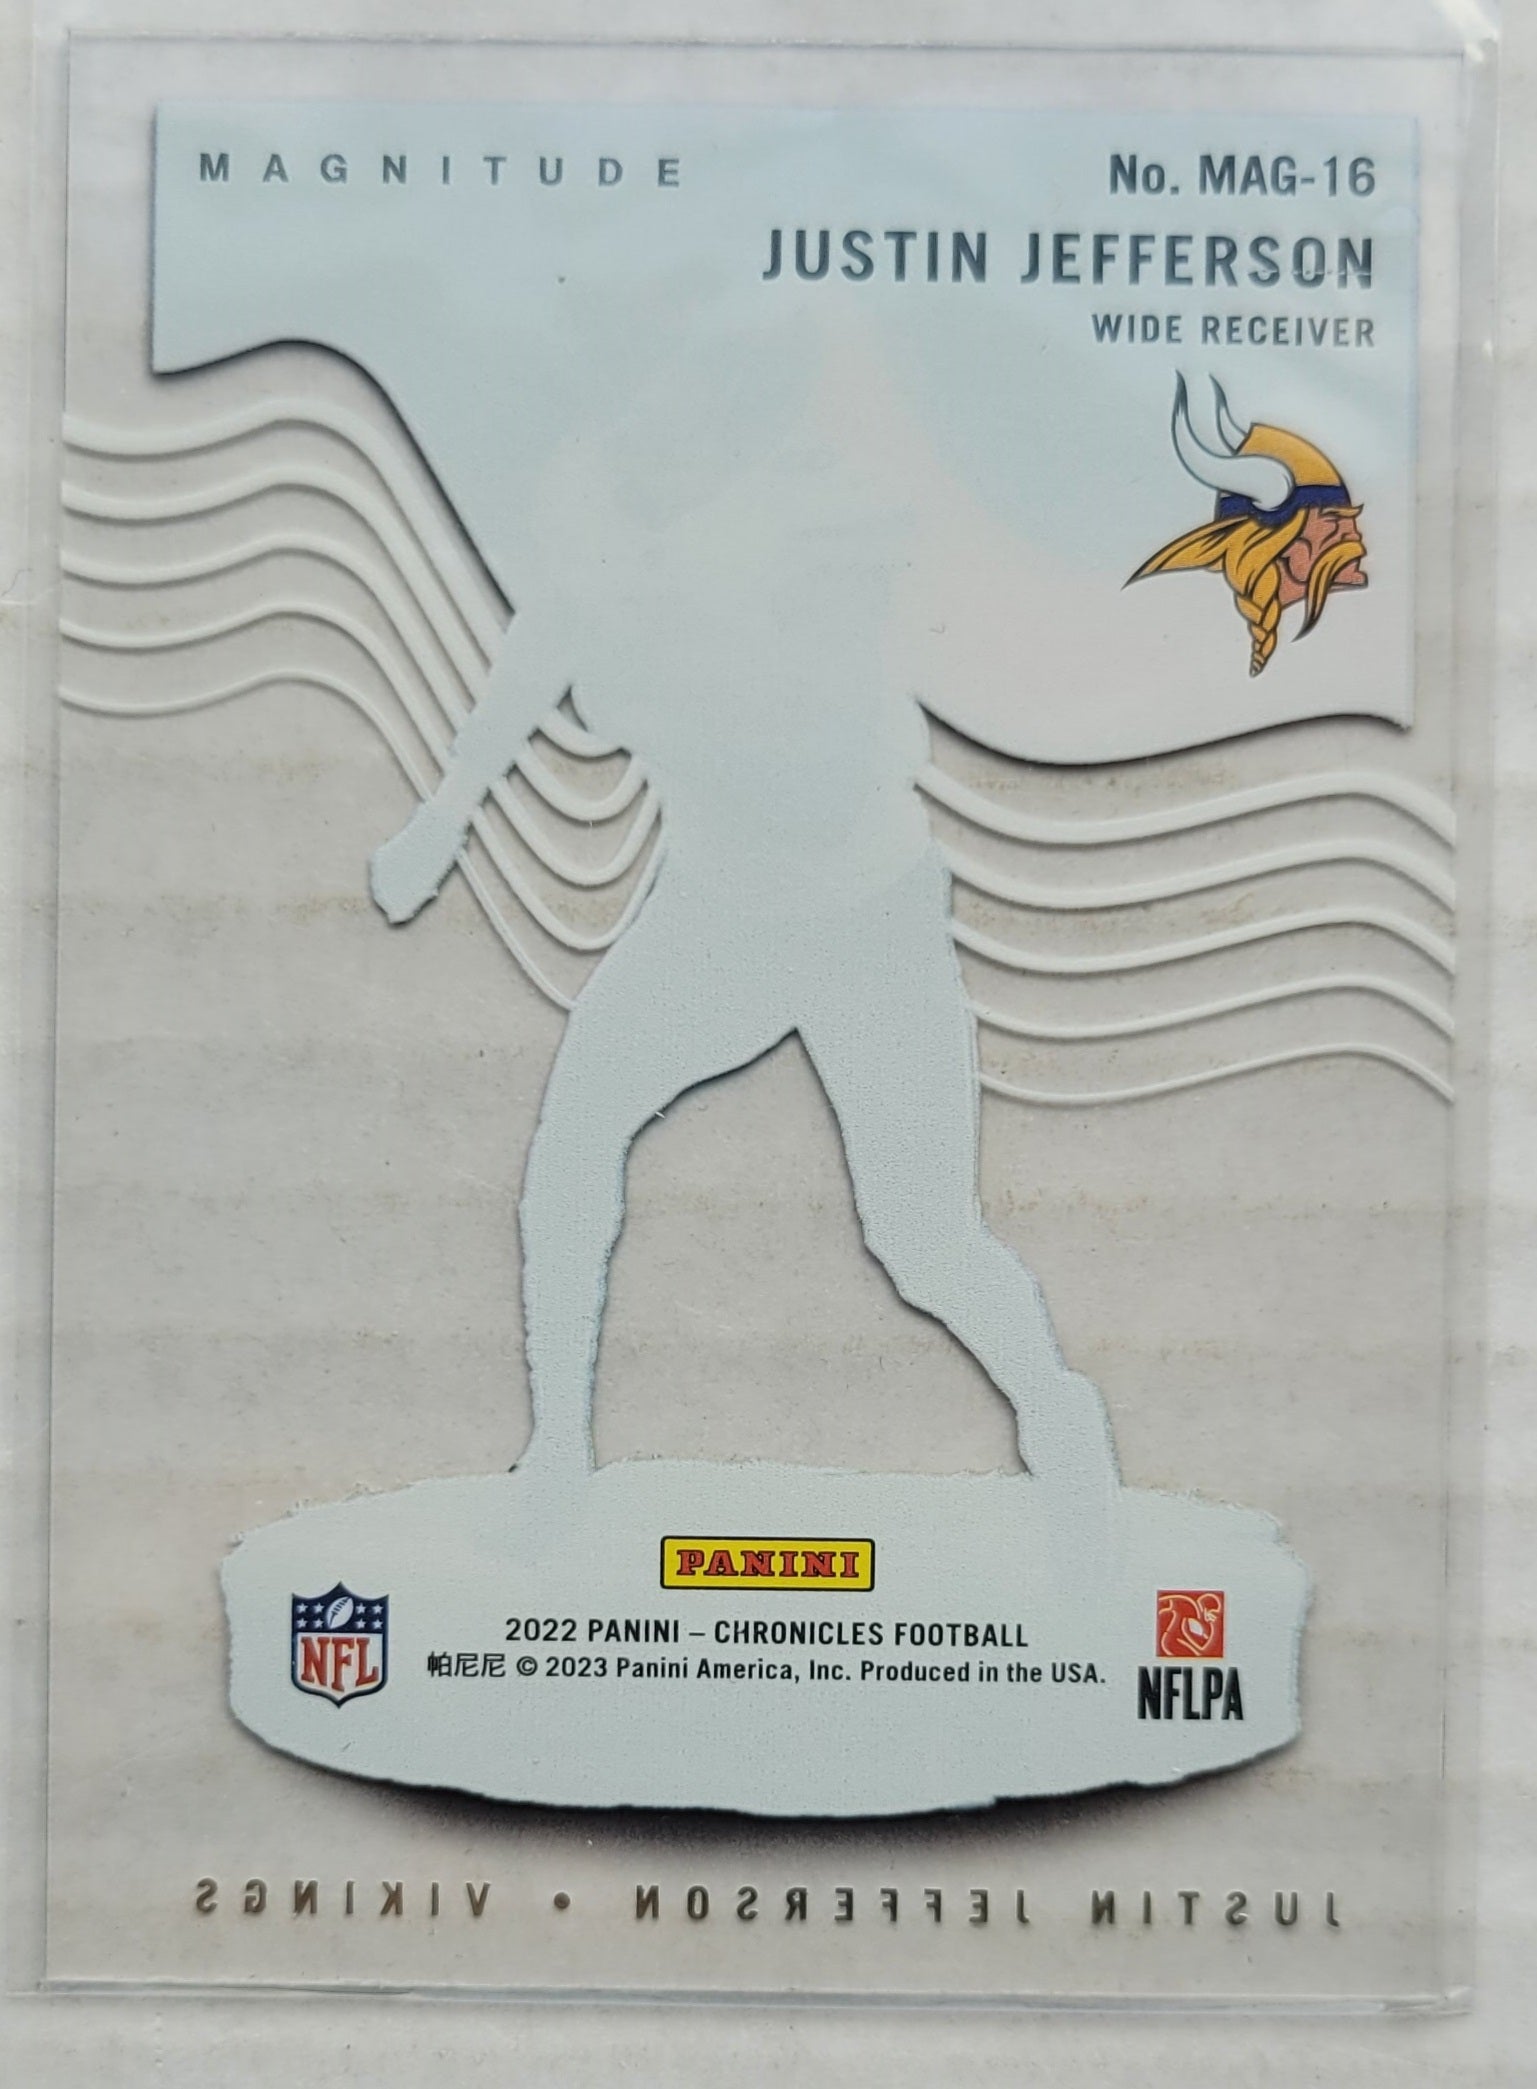 MAGNITUDE
No. MAG-16
JUSTIN JEFFERSON
WIDE RECEIVER
PANINI
NFL
2022 PANINI – CHRONICLES FOOTBALL
帕尼尼 © 2023 Panini America, Inc. Produced in the USA.
NFLPA
JUSTIN JEFFERSON • VIKINGS